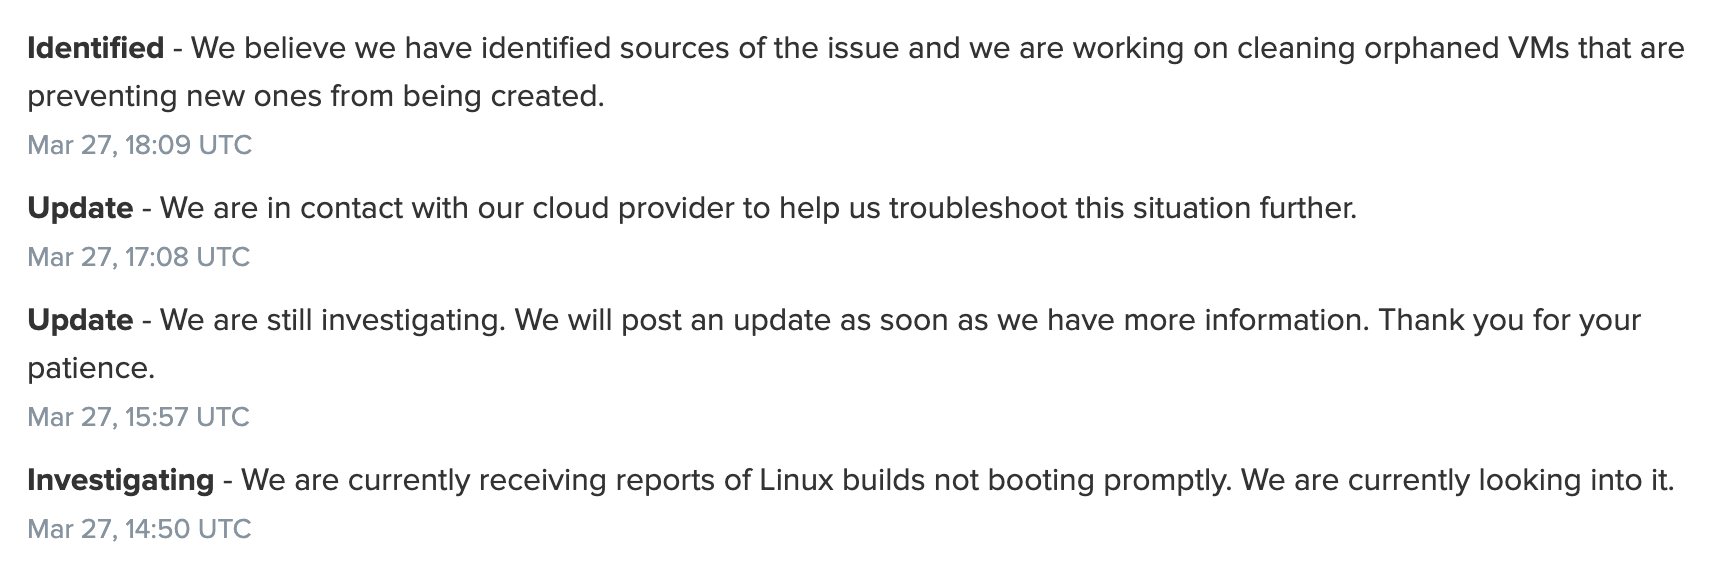 Identified - We believe we have identified sources of the issue and we are working on cleaning orphaned VMs that are
preventing new ones from being created.
Mar 27, 18:09 UTC
Update - We are in contact with our cloud provider to help us troubleshoot this situation further.
Mar 27, 17:08 UTC
Update - We are still investigating. We will post an update as soon as we have more information. Thank you for your
patience.
Mar 27, 15:57 UTC
Investigating - We are currently receiving reports of Linux builds not booting promptly. We are currently looking into it.
Mar 27, 14:50 UTC